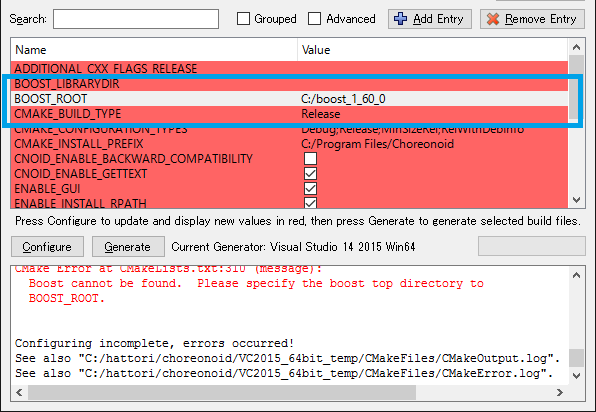 Search:
Grouped
Advanced
Add Entry
Remove Entry
Name Value
ADDITIONAL_CXX_FLAGS_RELEASE
BOOST_LIBRARYDIR
BOOST_ROOT C:/boost_1_60_0
CMAKE_BUILD_TYPE Release
CMAKE_CONFIGURATION_TYPES Debug;Release;MinSizeRel;RelWithDebInfo
CMAKE_INSTALL_PREFIX C:/Program Files/Choreonoid
CNOID_ENABLE_BACKWARD_COMPATIBILITY
CNOID_ENABLE_GETTEXT
ENABLE_GUI
ENABLE_INSTALL_RPATH
Press Configure to update and display new values in red, then press Generate to generate selected build files.
Configure
Generate
Current Generator: Visual Studio 14 2015 Win64
CMake Error at CMakeLists.txt:310 (message):
Boost cannot be found.  Please specify the boost top directory to
BOOST_ROOT.
Configuring incomplete, errors occurred!
See also "C:/hattori/choreonoid/VC2015_64bit_temp/CMakeFiles/CMakeOutput.log".
See also "C:/hattori/choreonoid/VC2015_64bit_temp/CMakeFiles/CMakeError.log".